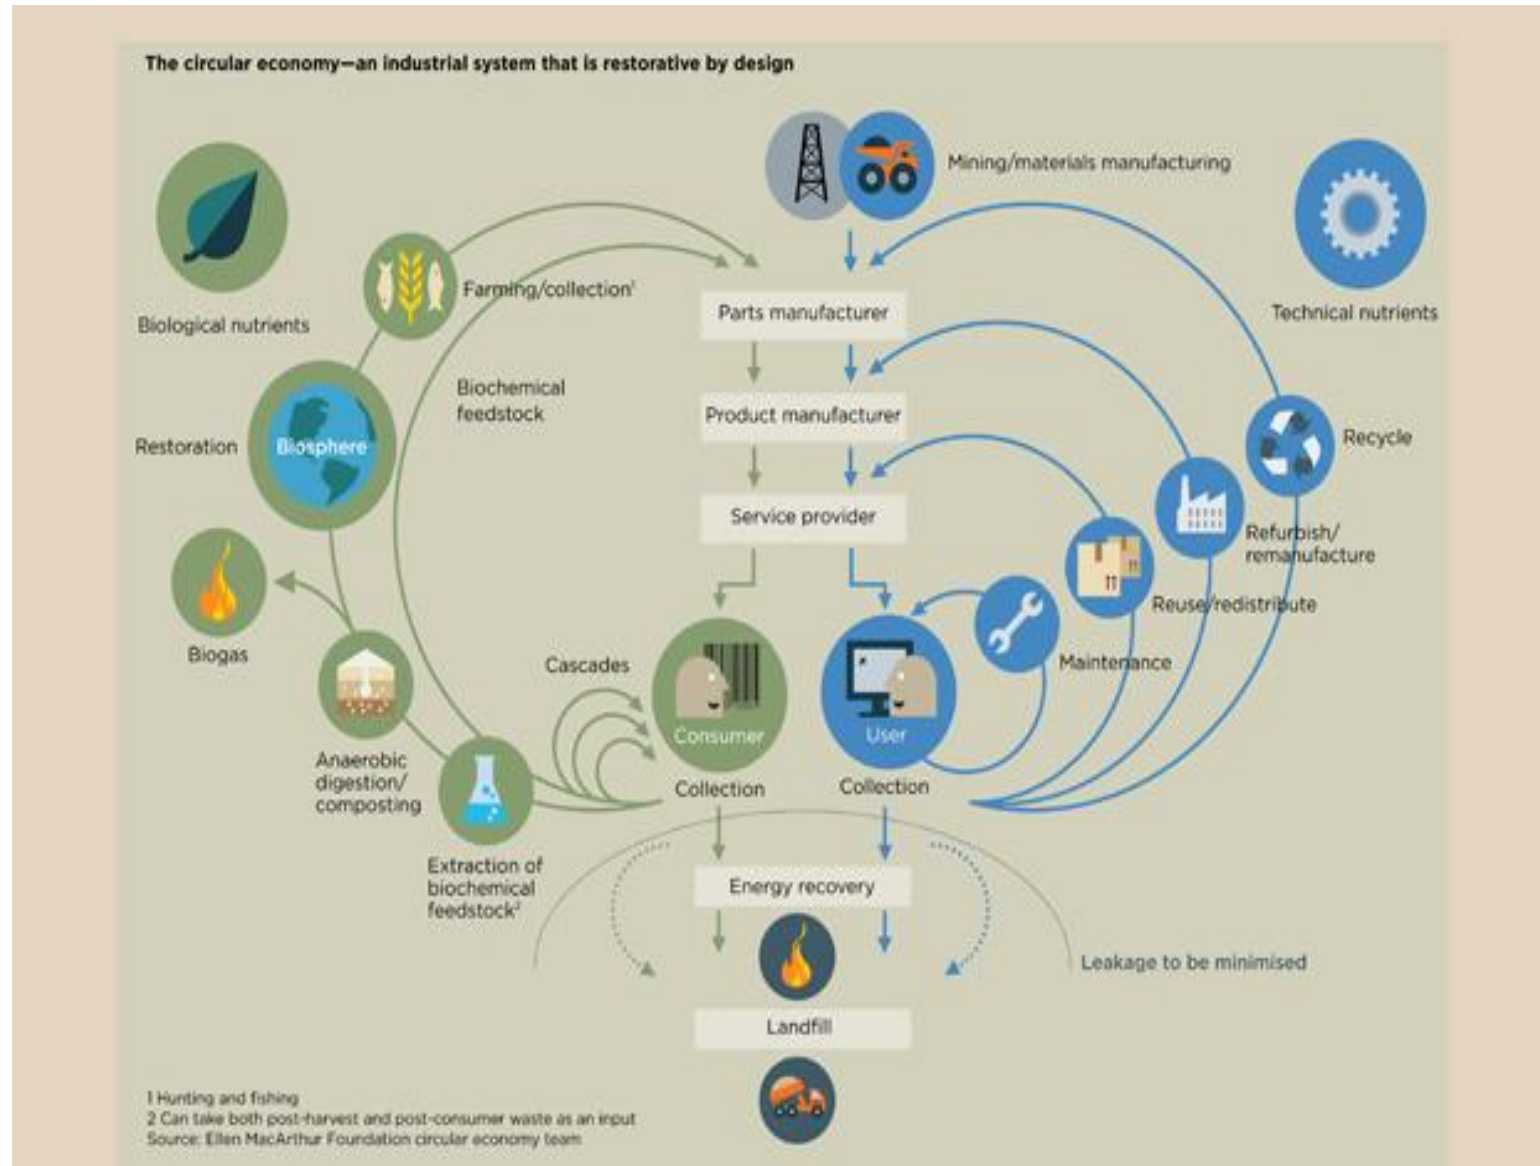 The circular economy—an industrial system that is restorative by design
Mining/materials manufacturing
Biological nutrients
Technical nutrients
Farming/collection¹
Parts manufacturer
Biochemical
feedstock
Product manufacturer
Restoration
Biosphere
Recycle
Service provider
Refurbish/
remanufacture
Reuse/redistribute
Biogas
Cascades
Maintenance
Consumer
User
Anaerobic
digestion/
composting
Collection
Collection
Extraction of
biochemical
feedstock²
Energy recovery
Leakage to be minimised
Landfill
1 Hunting and fishing
2 Can take both post-harvest and post-consumer waste as an input
Source: Ellen MacArthur Foundation circular economy team